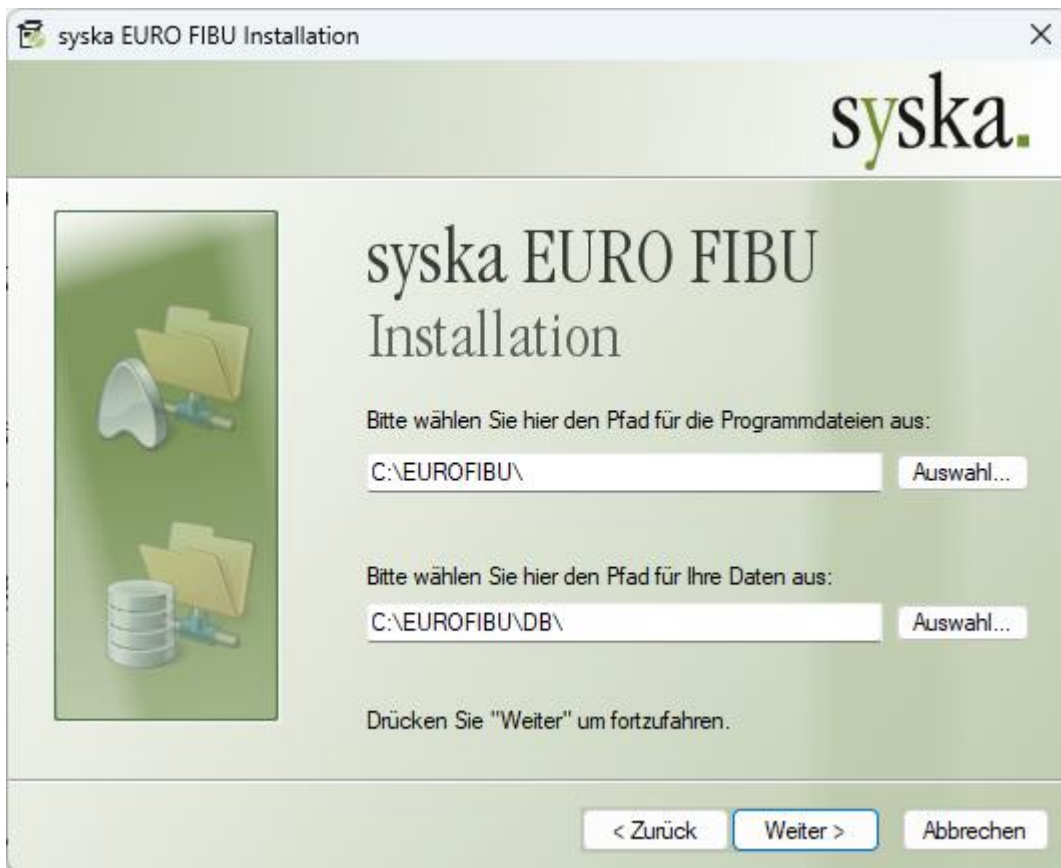 syska EURO FIBU Installation
syska.
syska EURO FIBU
Installation
Bitte wählen Sie hier den Pfad für die Programmdateien aus:
C:\EUROFIBU\
Auswahl...
Bitte wählen Sie hier den Pfad für Ihre Daten aus:
C:\EUROFIBU\DB\
Auswahl...
Drücken Sie "Weiter" um fortzufahren.
< Zurück
Weiter >
Abbrechen